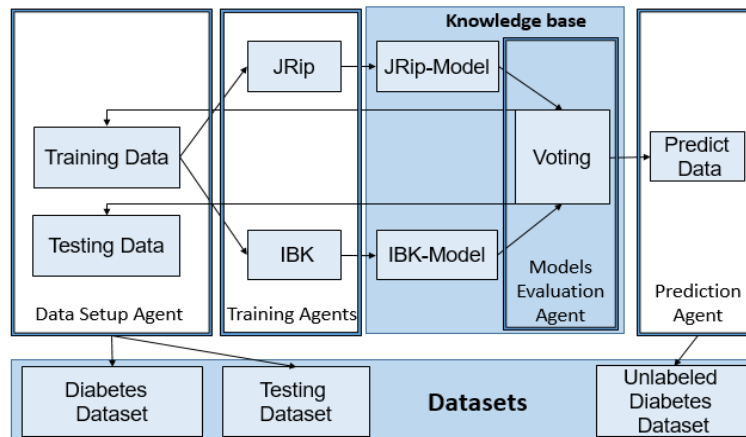 Knowledge base
JRip
JRip-Model
Training Data
Voting
Predict
Data
Testing Data
IBK
IBK-Model
Models
Evaluation
Agent
Data Setup Agent
Training Agents
Prediction
Agent
Diabetes
Dataset
Testing
Dataset
Datasets
Unlabeled
Diabetes
Dataset